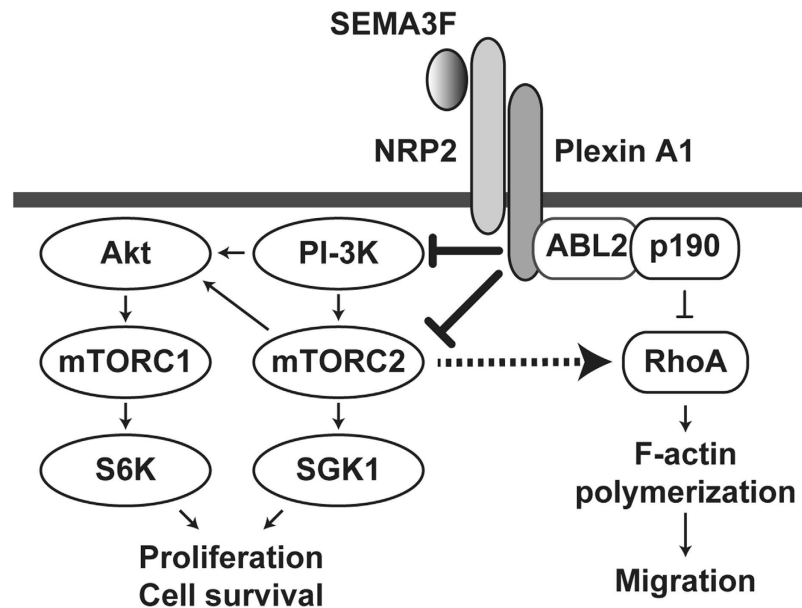 SEMA3F
NRP2
Plexin A1
Akt
PI-3K
ABL2
p190
mTORC1
mTORC2
RhoA
S6K
SGK1
F-actin
polymerization
Proliferation
Cell survival
Migration